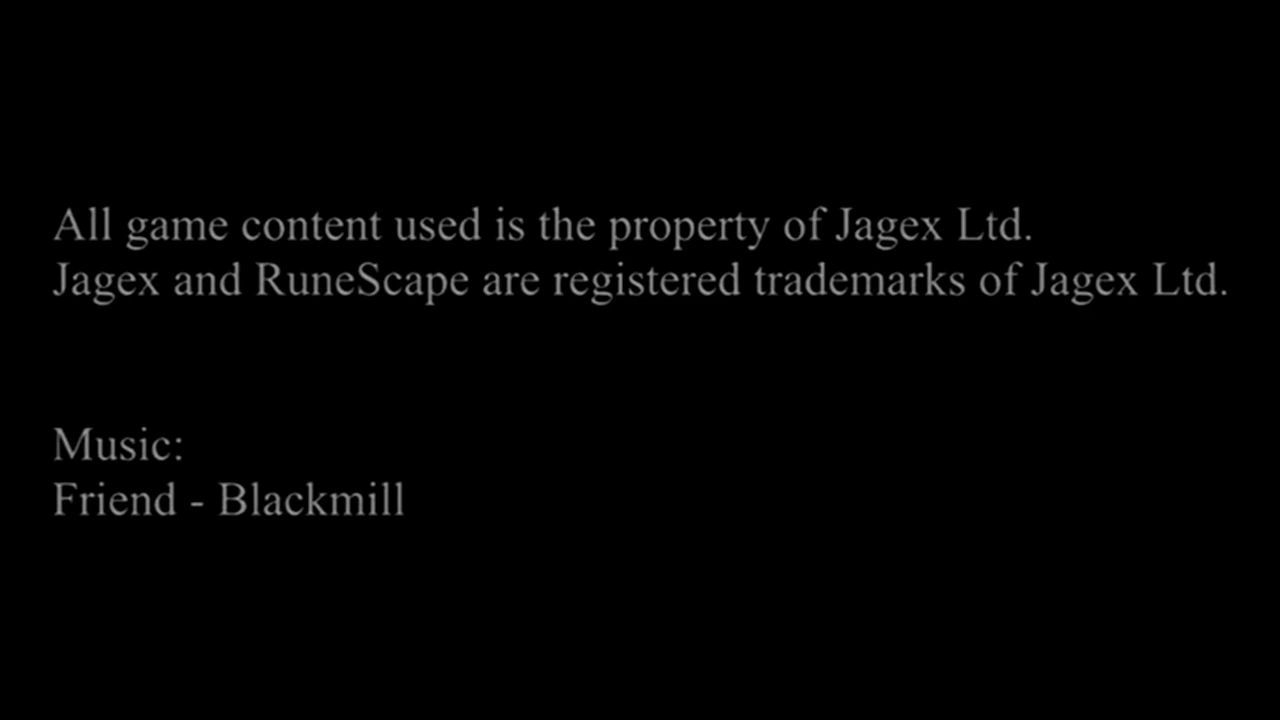 All game content used is the property of Jagex Ltd.
Jagex and RuneScape are registered trademarks of Jagex Ltd.
Music:
Friend - Blackmill